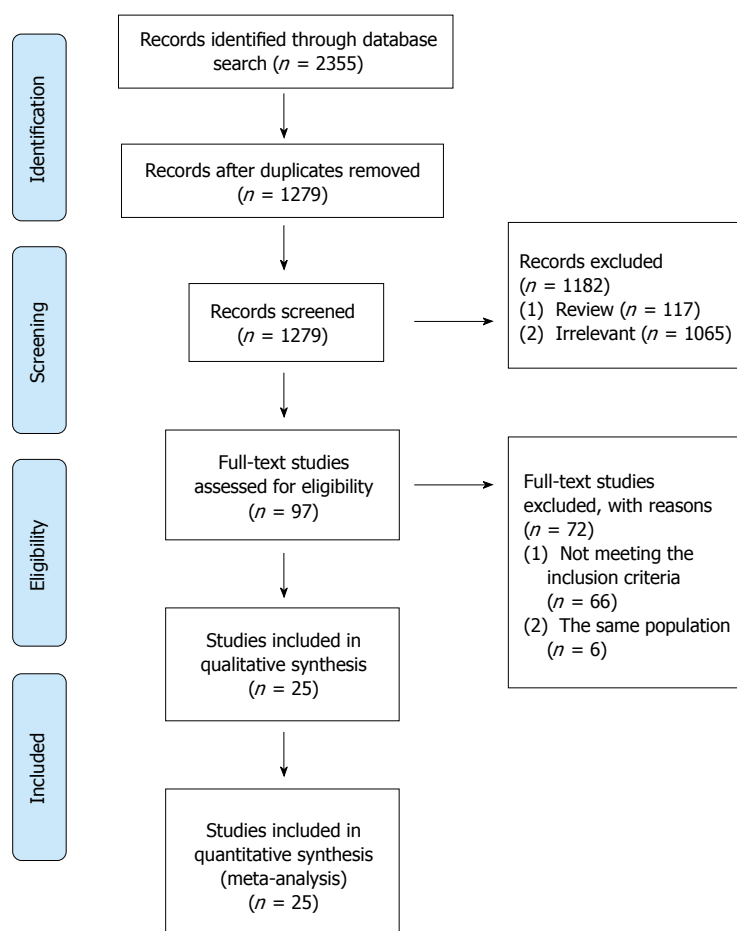 Identification
Records identified through database
search (n = 2355)
Records after duplicates removed
(n = 1279)
Screening
Records screened
(n = 1279)
Records excluded
(n = 1182)
(1) Review (n = 117)
(2) Irrelevant (n = 1065)
Eligibility
Full-text studies
assessed for eligibility
(n = 97)
Full-text studies
excluded, with reasons
(n = 72)
(1) Not meeting the
inclusion criteria
(n = 66)
(2) The same population
(n = 6)
Studies included in
qualitative synthesis
(n = 25)
Included
Studies included in
quantitative synthesis
(meta-analysis)
(n = 25)